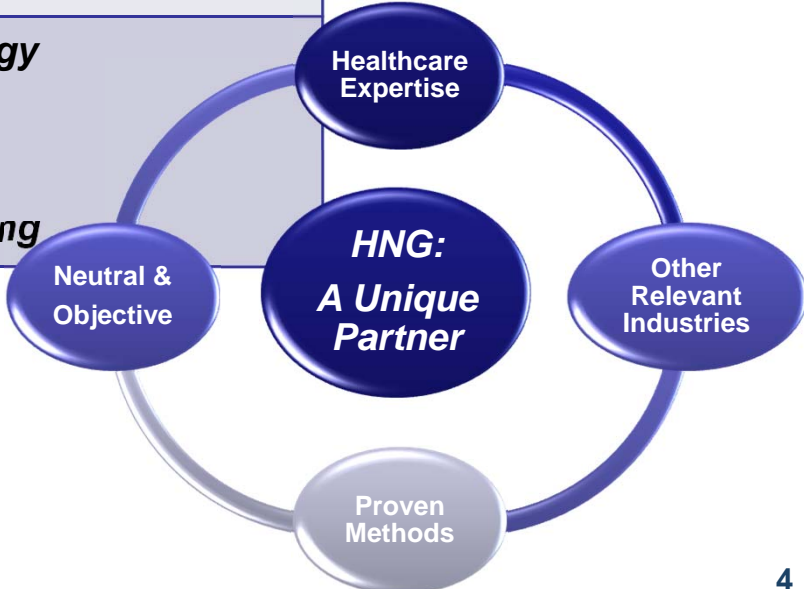 Healthcare
Expertise
HNG:
A Unique
Partner
Neutral &
Objective
Other
Relevant
Industries
Proven
Methods
4